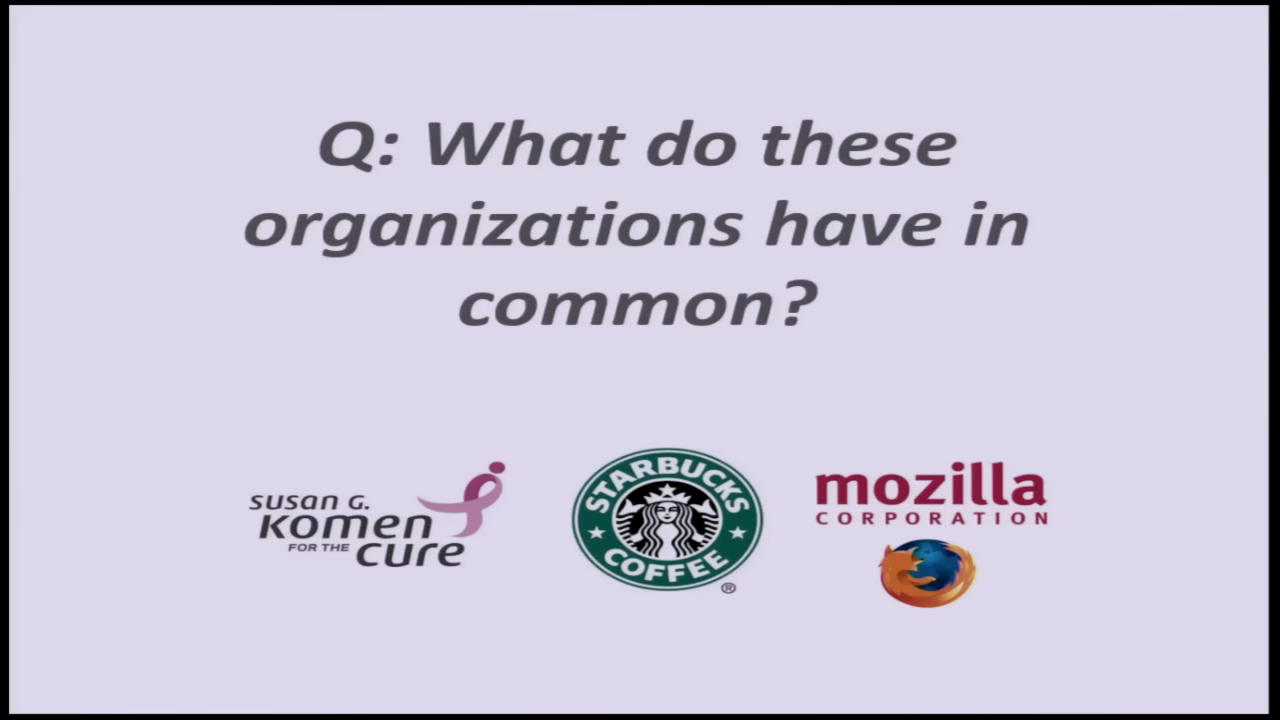 Q: What do these
organizations have in
common?
SUSAN G.
Komen
FOR THE cure
STARBUCKS
COFFEE
®
mozilla
CORPORATION